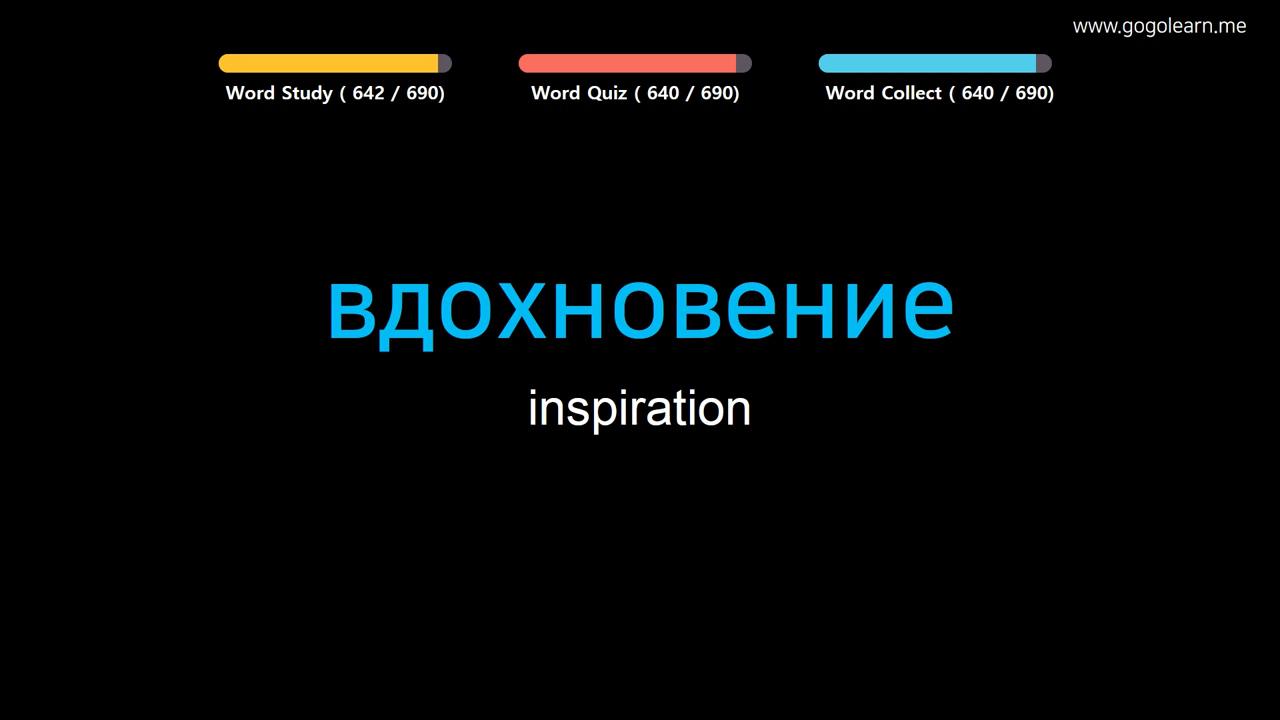 www.gogolearn.me
Word Study ( 642 / 690)
Word Quiz ( 640 / 690)
Word Collect ( 640 / 690)
вдохновение
inspiration